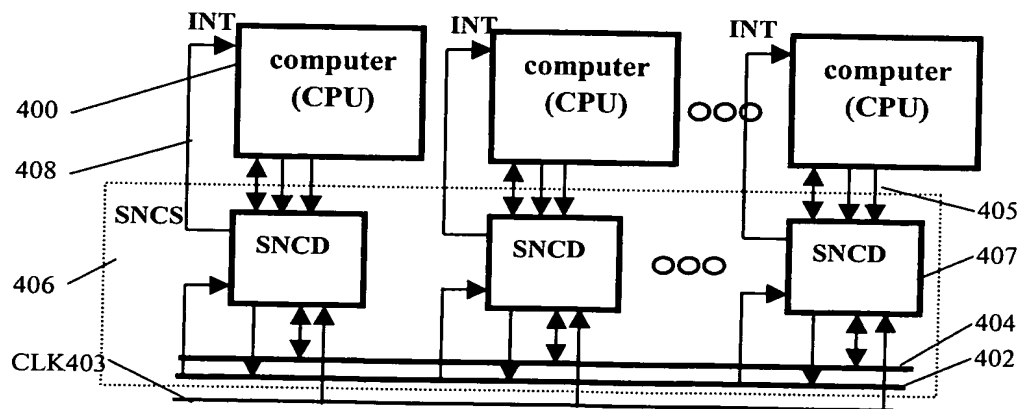 INT
INT
INT
computer
(CPU)
computer
(CPU)
computer
(CPU)
400
408
SNCS
405
SNCD
SNCD
SNCD
407
406
404
CLK403
402